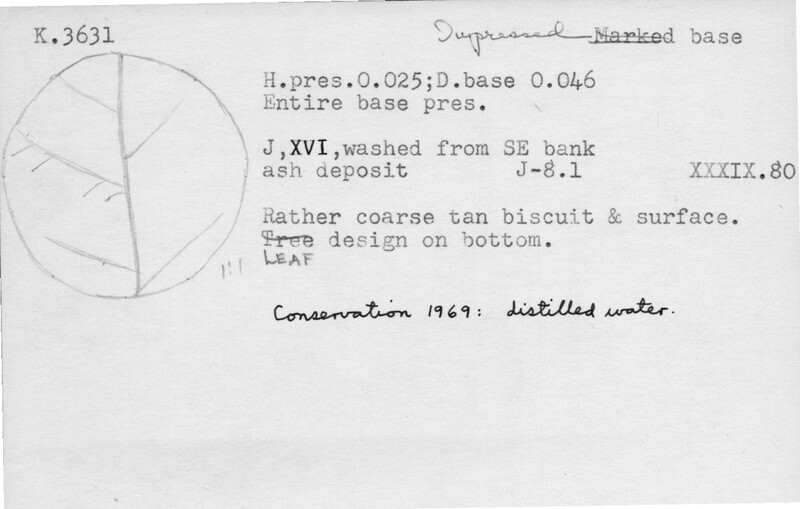 K.3631
Impressed Marked base
H.pres.0.025;D.base 0.046
Entire base pres.
J,XVI,washed from SE bank
ash deposit J-8.1 XXXIX.80
Rather coarse tan biscuit & surface.
Tree design on bottom.
LEAF
1:1
Conservation 1969: distilled water.